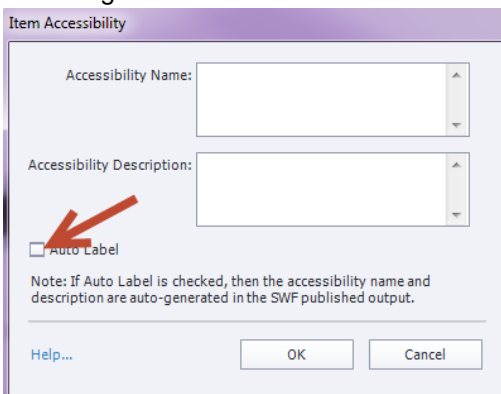 Item Accessibility
Accessibility Name:
Accessibility Description:
Auto Label
Note: If Auto Label is checked, then the accessibility name and
description are auto-generated in the SWF published output.
Help... OK Cancel